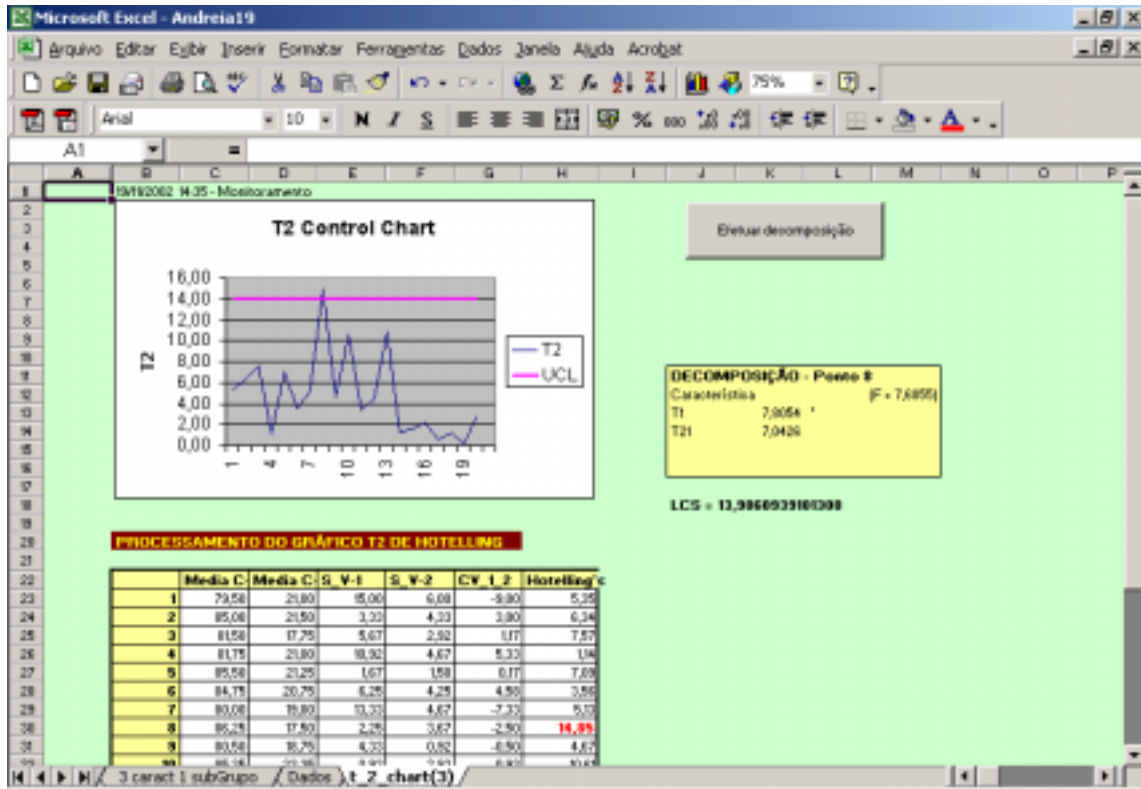 Microsoft Excel - Andreia19
Arquivo Editar Exibir Inserir Formatar Ferramentas Dados Janela Ajuda Acrobat
75%
Arial 10 N I S % 000
A1 =
A B C D E F G H I J K L M N O P
14:35 - Monitoramento
T2 Control Chart
16,00
14,00
12,00
10,00
8,00
6,00
4,00
2,00
0,00
T2
1 4 7 10 13 16 19
T2
UCL
Efetuar decomposição
DECOMPOSIÇÃO - Ponto 8
Característica
T1
T21 7,0426
LCS =
PROCESSAMENTO DO GRÁFICO T2 DE HOTELLING
Media C- Media C- S_V-1 S_V-2 CV_1_2 Hotelling's
1 79,50 21,00 15,00 6,00 -9,00 5,35
2 85,00 21,50 3,33 4,33 3,00 6,34
3 81,50 17,75 5,67 2,92 1,17 7,57
4 81,75 21,00 10,92 4,67 5,33 1,14
5 85,50 21,25 1,67 1,58 0,17 7,09
6 84,75 20,75 6,25 4,25 4,58 3,56
7 80,00 19,00 13,33 4,67 -7,33 5,13
8 86,25 17,50 2,25 3,67 -2,50 14,85
9 80,50 18,75 4,33 0,92 -0,50 4,67
3 caract 1 subGrupo Dados t_2_chart(3)